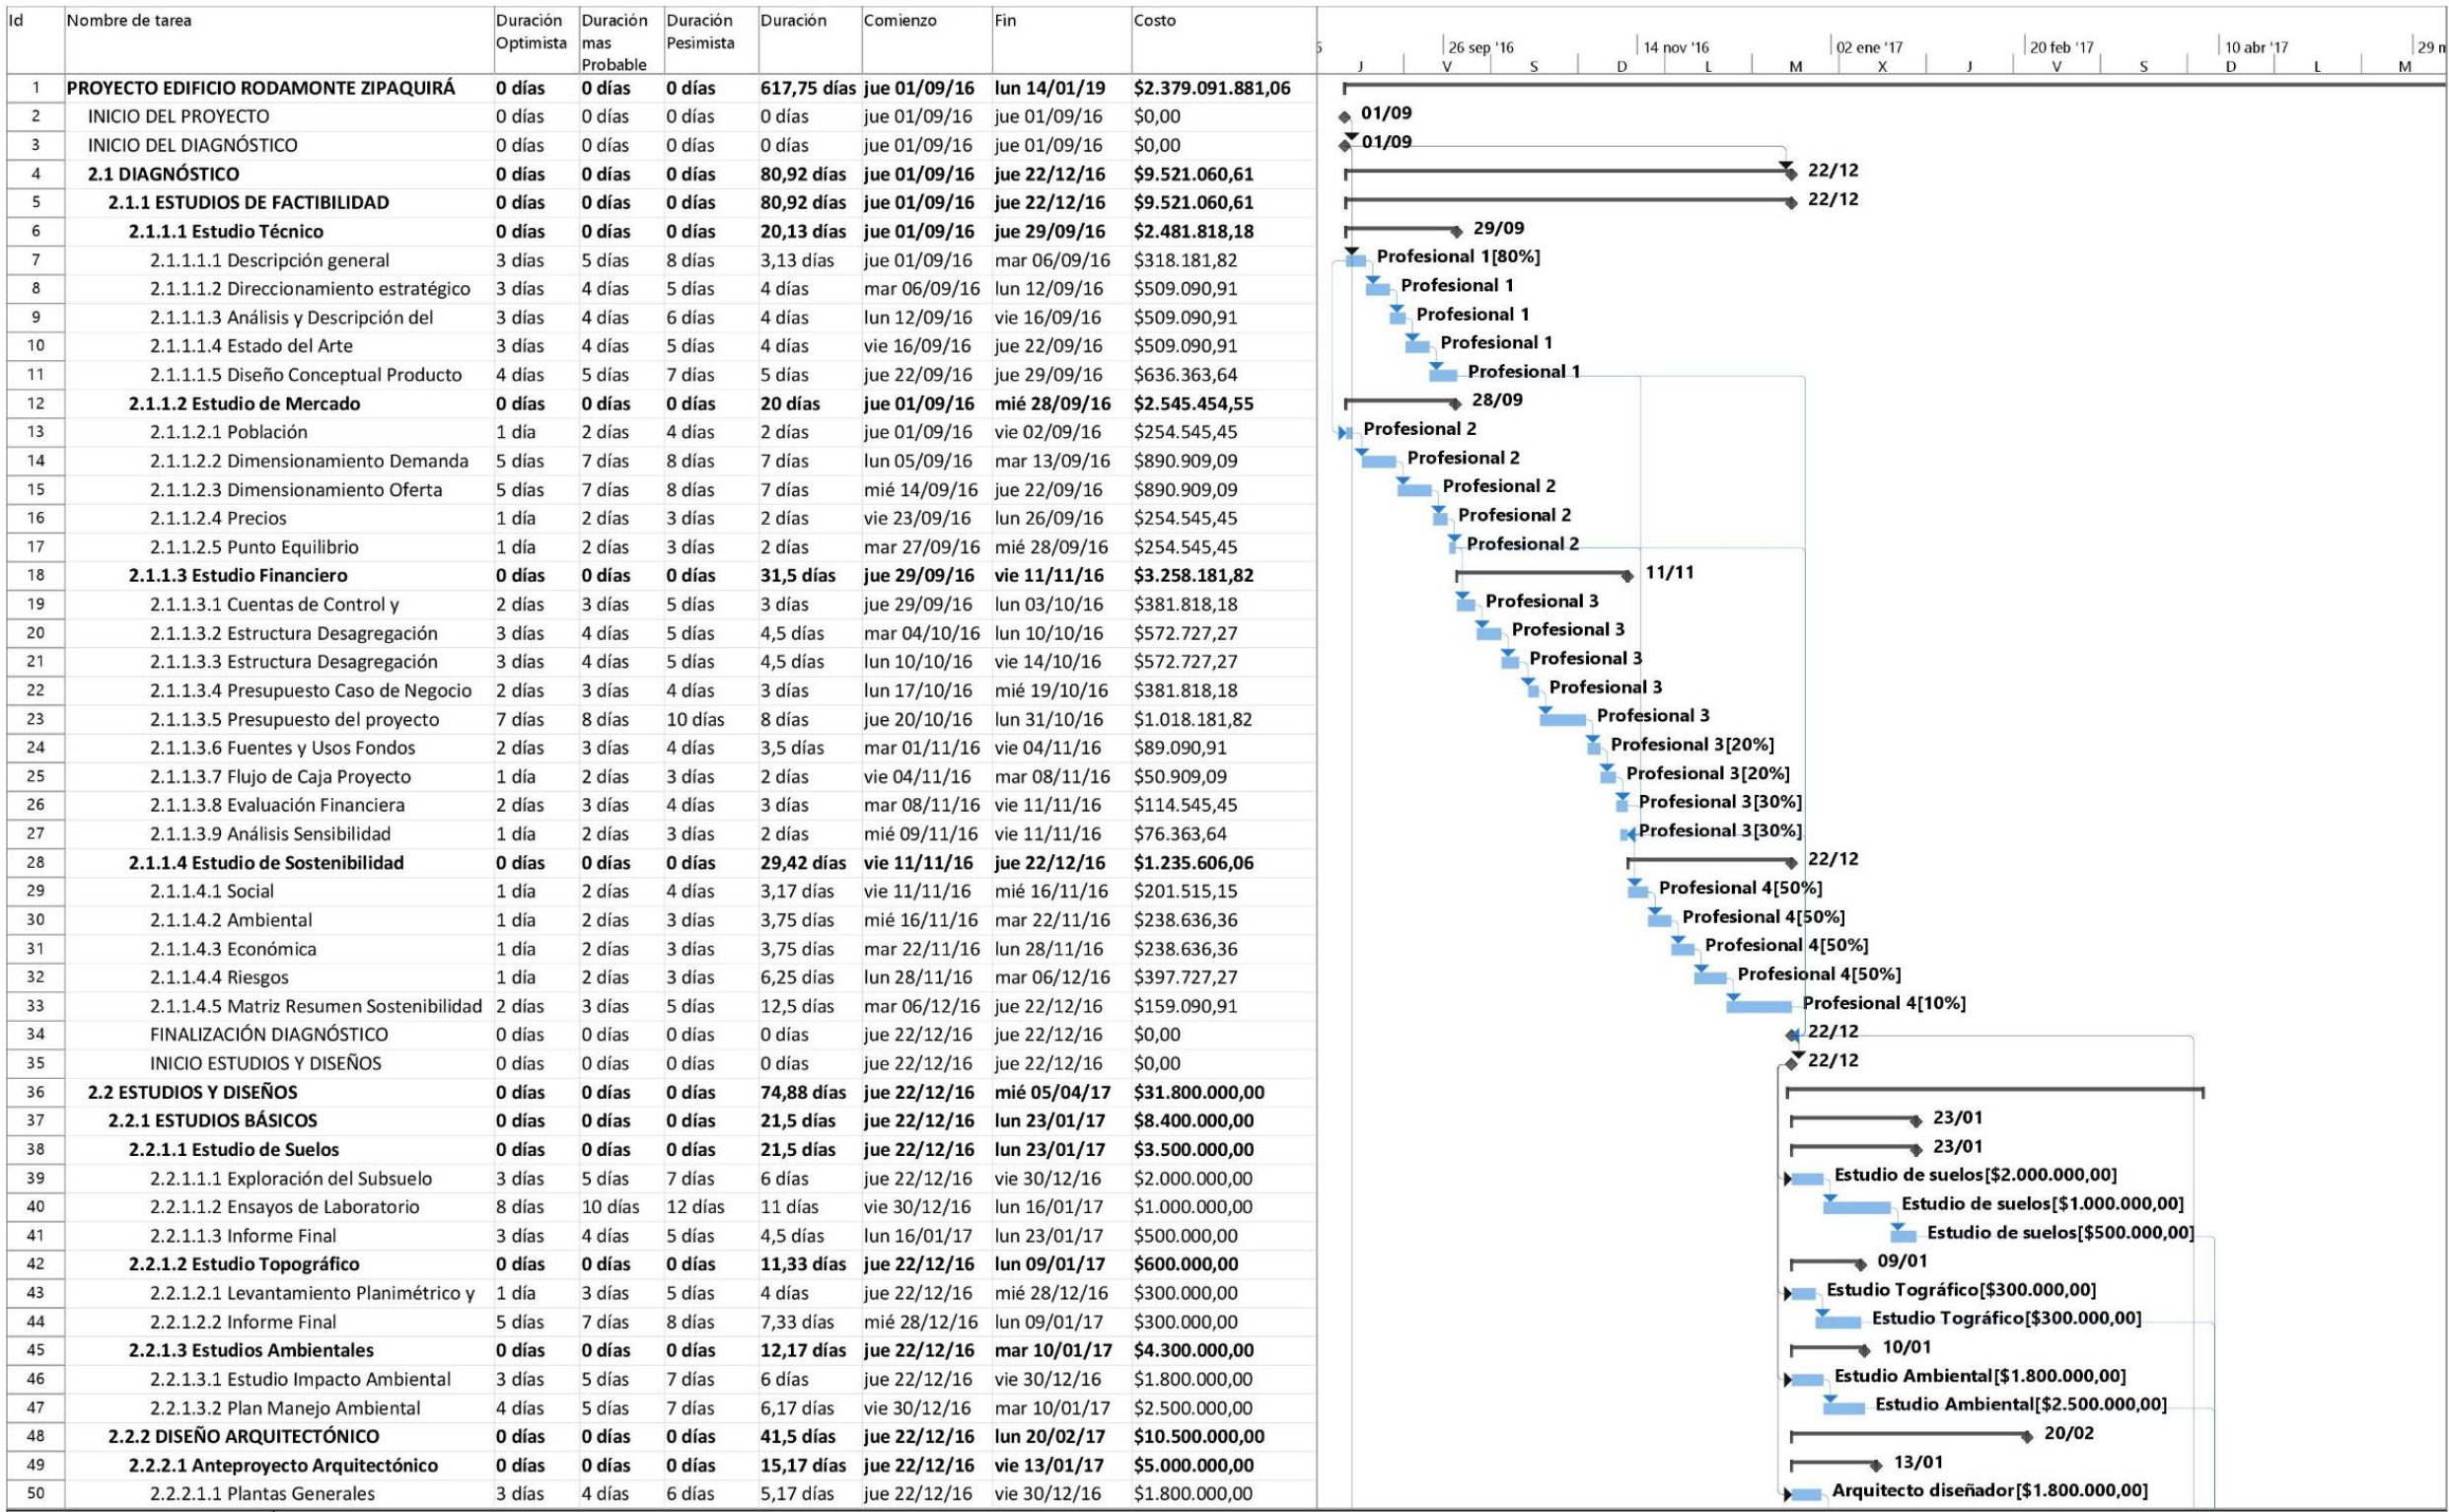 Id Nombre de tarea Duración Optimista Duración mas Probable Duración Pesimista Duración Comienzo Fin Costo
6 26 sep '16 14 nov '16 02 ene '17 20 feb '17 10 abr '17 29 m
J V S D L M X J V S D L M
1 PROYECTO EDIFICIO RODAMONTE ZIPAQUIRÁ 0 días 0 días 0 días 617,75 días jue 01/09/16 lun 14/01/19 $2.379.091.881,06
2 INICIO DEL PROYECTO 0 días 0 días 0 días 0 días jue 01/09/16 jue 01/09/16 $0,00 01/09
3 INICIO DEL DIAGNÓSTICO 0 días 0 días 0 días 0 días jue 01/09/16 jue 01/09/16 $0,00 01/09
4 2.1 DIAGNÓSTICO 0 días 0 días 0 días 80,92 días jue 01/09/16 jue 22/12/16 $9.521.060,61 22/12
5 2.1.1 ESTUDIOS DE FACTIBILIDAD 0 días 0 días 0 días 80,92 días jue 01/09/16 jue 22/12/16 $9.521.060,61 22/12
6 2.1.1.1 Estudio Técnico 0 días 0 días 0 días 20,13 días jue 01/09/16 jue 29/09/16 $2.481.818,18 29/09
7 2.1.1.1.1 Descripción general 3 días 5 días 8 días 3,13 días jue 01/09/16 mar 06/09/16 $318.181,82 Profesional 1[80%]
8 2.1.1.1.2 Direccionamiento estratégico 3 días 4 días 5 días 4 días mar 06/09/16 lun 12/09/16 $509.090,91 Profesional 1
9 2.1.1.1.3 Análisis y Descripción del 3 días 4 días 6 días 4 días lun 12/09/16 vie 16/09/16 $509.090,91 Profesional 1
10 2.1.1.1.4 Estado del Arte 3 días 4 días 5 días 4 días vie 16/09/16 jue 22/09/16 $509.090,91 Profesional 1
11 2.1.1.1.5 Diseño Conceptual Producto 4 días 5 días 7 días 5 días jue 22/09/16 jue 29/09/16 $636.363,64 Profesional 1
12 2.1.1.2 Estudio de Mercado 0 días 0 días 0 días 20 días jue 01/09/16 mié 28/09/16 $2.545.454,55 28/09
13 2.1.1.2.1 Población 1 día 2 días 4 días 2 días jue 01/09/16 vie 02/09/16 $254.545,45 Profesional 2
14 2.1.1.2.2 Dimensionamiento Demanda 5 días 7 días 8 días 7 días lun 05/09/16 mar 13/09/16 $890.909,09 Profesional 2
15 2.1.1.2.3 Dimensionamiento Oferta 5 días 7 días 8 días 7 días mié 14/09/16 jue 22/09/16 $890.909,09 Profesional 2
16 2.1.1.2.4 Precios 1 día 2 días 3 días 2 días vie 23/09/16 lun 26/09/16 $254.545,45 Profesional 2
17 2.1.1.2.5 Punto Equilibrio 1 día 2 días 3 días 2 días mar 27/09/16 mié 28/09/16 $254.545,45 Profesional 2
18 2.1.1.3 Estudio Financiero 0 días 0 días 0 días 31,5 días jue 29/09/16 vie 11/11/16 $3.258.181,82 11/11
19 2.1.1.3.1 Cuentas de Control y 2 días 3 días 5 días 3 días jue 29/09/16 lun 03/10/16 $381.818,18 Profesional 3
20 2.1.1.3.2 Estructura Desagregación 3 días 4 días 5 días 4,5 días mar 04/10/16 lun 10/10/16 $572.727,27 Profesional 3
21 2.1.1.3.3 Estructura Desagregación 3 días 4 días 5 días 4,5 días lun 10/10/16 vie 14/10/16 $572.727,27 Profesional 3
22 2.1.1.3.4 Presupuesto Caso de Negocio 2 días 3 días 4 días 3 días lun 17/10/16 mié 19/10/16 $381.818,18 Profesional 3
23 2.1.1.3.5 Presupuesto del proyecto 7 días 8 días 10 días 8 días jue 20/10/16 lun 31/10/16 $1.018.181,82 Profesional 3
24 2.1.1.3.6 Fuentes y Usos Fondos 2 días 3 días 4 días 3,5 días mar 01/11/16 vie 04/11/16 $89.090,91 Profesional 3[20%]
25 2.1.1.3.7 Flujo de Caja Proyecto 1 día 2 días 3 días 2 días vie 04/11/16 mar 08/11/16 $50.909,09 Profesional 3[20%]
26 2.1.1.3.8 Evaluación Financiera 2 días 3 días 4 días 3 días mar 08/11/16 vie 11/11/16 $114.545,45 Profesional 3[30%]
27 2.1.1.3.9 Análisis Sensibilidad 1 día 2 días 3 días 2 días mié 09/11/16 vie 11/11/16 $76.363,64 Profesional 3[30%]
28 2.1.1.4 Estudio de Sostenibilidad 0 días 0 días 0 días 29,42 días vie 11/11/16 jue 22/12/16 $1.235.606,06 22/12
29 2.1.1.4.1 Social 1 día 2 días 4 días 3,17 días vie 11/11/16 mié 16/11/16 $201.515,15 Profesional 4[50%]
30 2.1.1.4.2 Ambiental 1 día 2 días 3 días 3,75 días mié 16/11/16 mar 22/11/16 $238.636,36 Profesional 4[50%]
31 2.1.1.4.3 Económica 1 día 2 días 3 días 3,75 días mar 22/11/16 lun 28/11/16 $238.636,36 Profesional 4[50%]
32 2.1.1.4.4 Riesgos 1 día 2 días 3 días 6,25 días lun 28/11/16 mar 06/12/16 $397.727,27 Profesional 4[50%]
33 2.1.1.4.5 Matriz Resumen Sostenibilidad 2 días 3 días 5 días 12,5 días mar 06/12/16 jue 22/12/16 $159.090,91 Profesional 4[10%]
34 FINALIZACIÓN DIAGNÓSTICO 0 días 0 días 0 días 0 días jue 22/12/16 jue 22/12/16 $0,00 22/12
35 INICIO ESTUDIOS Y DISEÑOS 0 días 0 días 0 días 0 días jue 22/12/16 jue 22/12/16 $0,00 22/12
36 2.2 ESTUDIOS Y DISEÑOS 0 días 0 días 0 días 74,88 días jue 22/12/16 mié 05/04/17 $31.800.000,00
37 2.2.1 ESTUDIOS BÁSICOS 0 días 0 días 0 días 21,5 días jue 22/12/16 lun 23/01/17 $8.400.000,00 23/01
38 2.2.1.1 Estudio de Suelos 0 días 0 días 0 días 21,5 días jue 22/12/16 lun 23/01/17 $3.500.000,00 23/01
39 2.2.1.1.1 Exploración del Subsuelo 3 días 5 días 7 días 6 días jue 22/12/16 vie 30/12/16 $2.000.000,00 Estudio de suelos[$2.000.000,00]
40 2.2.1.1.2 Ensayos de Laboratorio 8 días 10 días 12 días 11 días vie 30/12/16 lun 16/01/17 $1.000.000,00 Estudio de suelos[$1.000.000,00]
41 2.2.1.1.3 Informe Final 3 días 4 días 5 días 4,5 días lun 16/01/17 lun 23/01/17 $500.000,00 Estudio de suelos[$500.000,00]
42 2.2.1.2 Estudio Topográfico 0 días 0 días 0 días 11,33 días jue 22/12/16 lun 09/01/17 $600.000,00 09/01
43 2.2.1.2.1 Levantamiento Planimétrico y 1 día 3 días 5 días 4 días jue 22/12/16 mié 28/12/16 $300.000,00 Estudio Tográfico[$300.000,00]
44 2.2.1.2.2 Informe Final 5 días 7 días 8 días 7,33 días mié 28/12/16 lun 09/01/17 $300.000,00 Estudio Tográfico[$300.000,00]
45 2.2.1.3 Estudios Ambientales 0 días 0 días 0 días 12,17 días jue 22/12/16 mar 10/01/17 $4.300.000,00 10/01
46 2.2.1.3.1 Estudio Impacto Ambiental 3 días 5 días 7 días 6 días jue 22/12/16 vie 30/12/16 $1.800.000,00 Estudio Ambiental[$1.800.000,00]
47 2.2.1.3.2 Plan Manejo Ambiental 4 días 5 días 7 días 6,17 días vie 30/12/16 mar 10/01/17 $2.500.000,00 Estudio Ambiental[$2.500.000,00]
48 2.2.2 DISEÑO ARQUITECTÓNICO 0 días 0 días 0 días 41,5 días jue 22/12/16 lun 20/02/17 $10.500.000,00 20/02
49 2.2.2.1 Anteproyecto Arquitectónico 0 días 0 días 0 días 15,17 días jue 22/12/16 vie 13/01/17 $5.000.000,00 13/01
50 2.2.2.1.1 Plantas Generales 3 días 4 días 6 días 5,17 días jue 22/12/16 vie 30/12/16 $1.800.000,00 Arquitecto diseñador[$1.800.000,00]